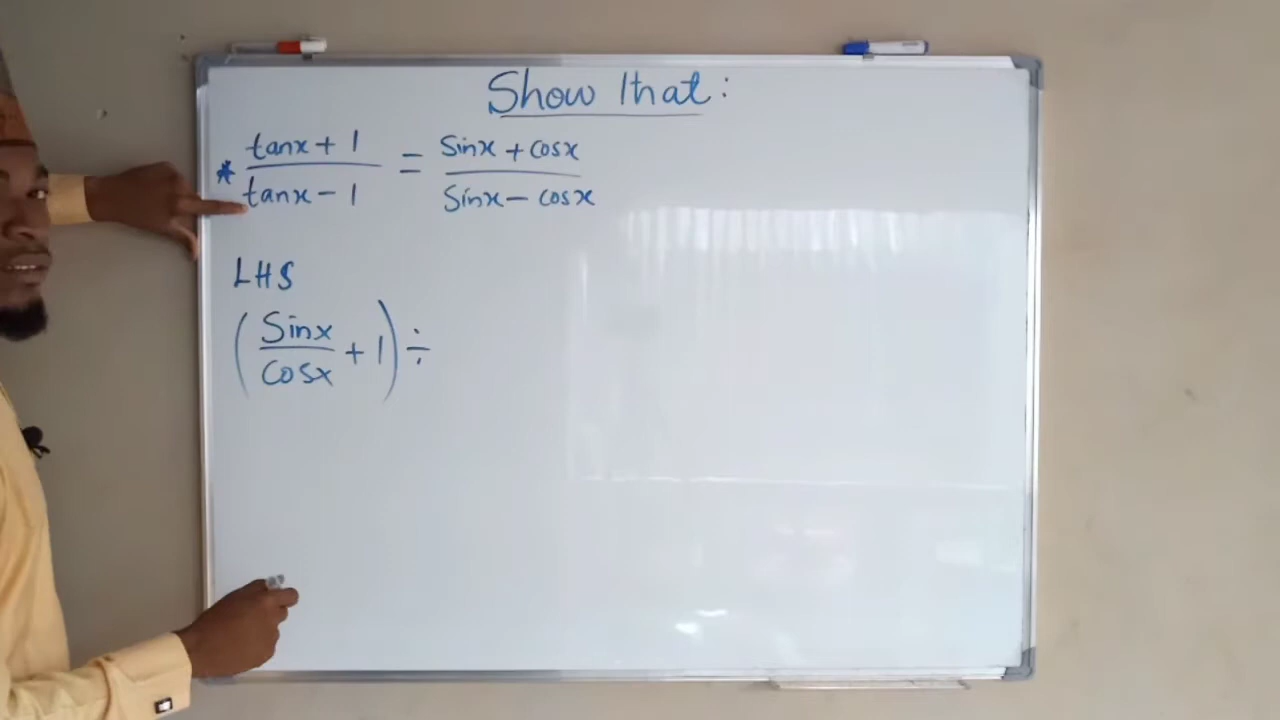 Show that:
* tanx + 1 / tanx - 1 = Sinx + cosx / Sinx - cosx
LHS
(Sinx / cosx + 1) ÷